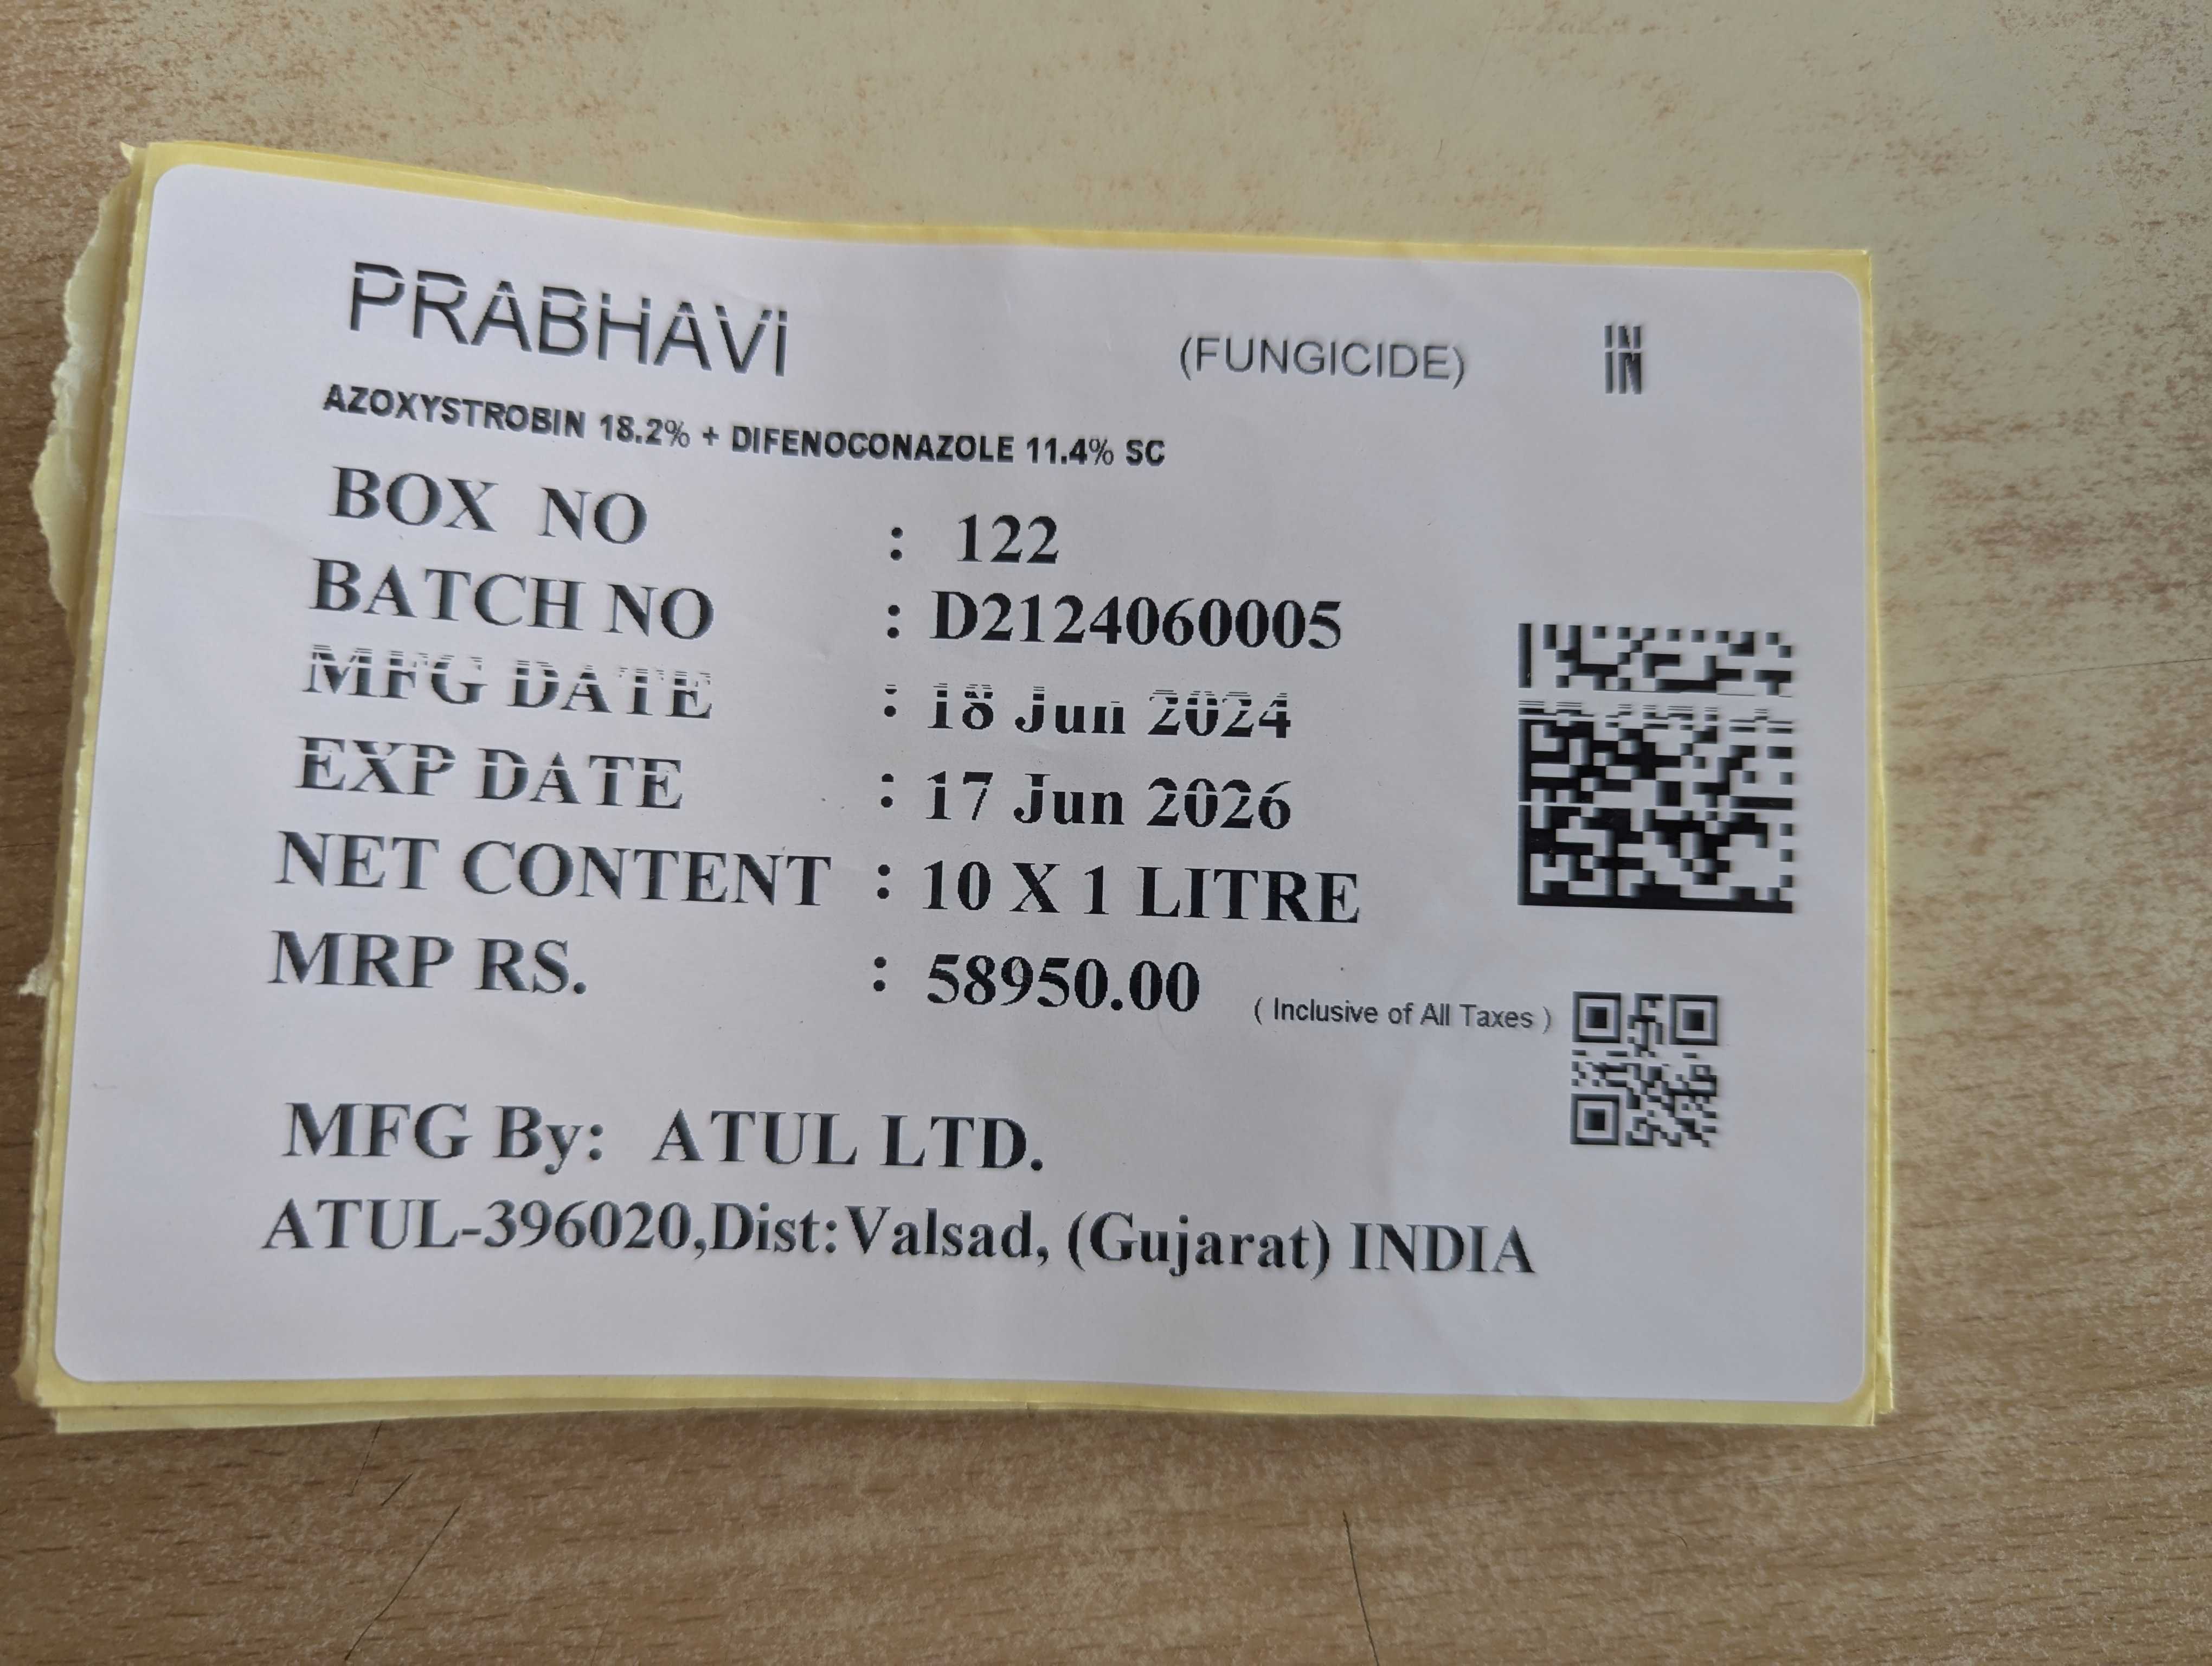 PRABHAVI (FUNGICIDE) IN
AZOXYSTROBIN 18.2% + DIFENOCONAZOLE 11.4% SC
BOX NO : 122
BATCH NO : D2124060005
MFG DATE : 18 Jun 2024
EXP DATE : 17 Jun 2026
NET CONTENT : 10 X 1 LITRE
MRP RS. : 58950.00 ( Inclusive of All Taxes )
MFG By: ATUL LTD.
ATUL-396020,Dist:Valsad, (Gujarat) INDIA